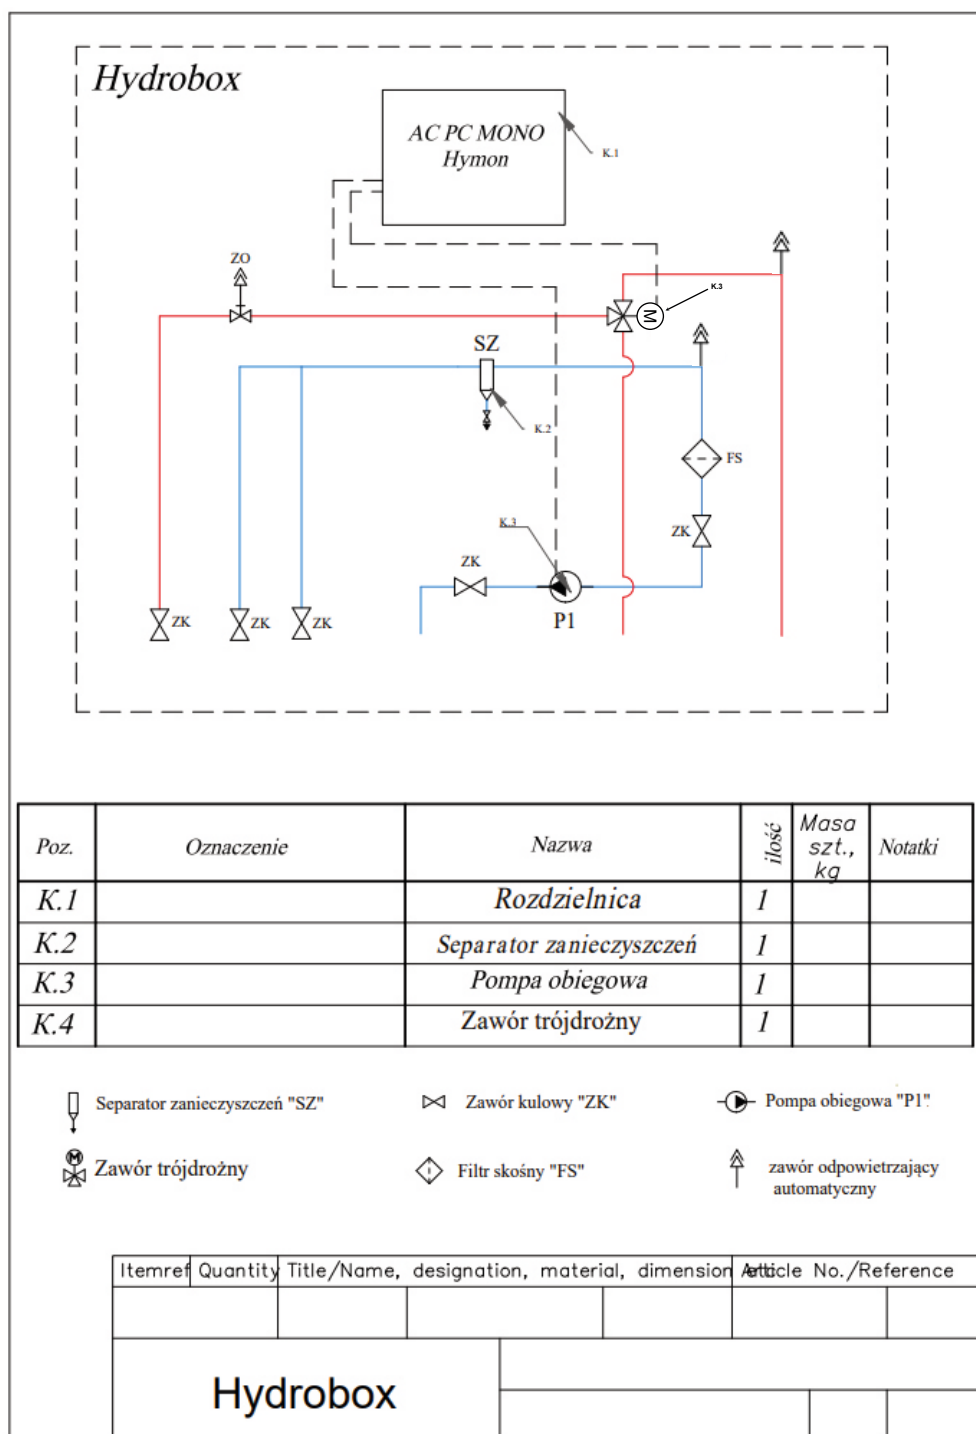 Hydrobox
AC PC MONO
Hymon
K.1
ZO
K.3
M
SZ
K.2
FS
K.3
ZK
ZK
P1
ZK
ZK
ZK
Poz.
Oznaczenie
Nazwa
ilość
Masa
szt.,
kg
Notatki
K.1
Rozdzielnica
1
K.2
Separator zanieczyszczeń
1
K.3
Pompa obiegowa
1
K.4
Zawór trójdrożny
1
Separator zanieczyszczeń "SZ"
Zawór kulowy "ZK"
Pompa obiegowa "P1"
M
Zawór trójdrożny
Filtr skośny "FS"
zawór odpowietrzający
automatyczny
Itemref
Quantity
Title/Name, designation, material, dimension etc
Article No./Reference
Hydrobox